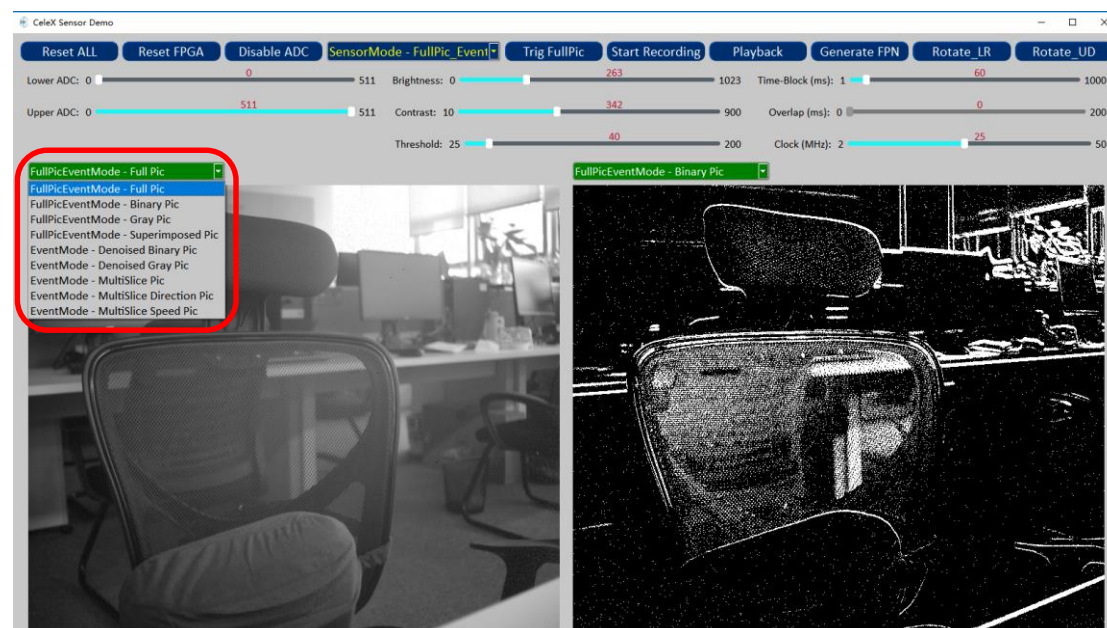 CeleX Sensor Demo
Reset ALL Reset FPGA Disable ADC SensorMode - FullPic_Event Trig FullPic Start Recording Playback Generate FPN Rotate_LR Rotate_UD
Lower ADC: 0 0 511 Brightness: 0 263 1023 Time-Block (ms): 1 60 1000
Upper ADC: 0 511 511 Contrast: 10 342 900 Overlap (ms): 0 0 200
Threshold: 25 40 200 Clock (MHz): 2 25 50
FullPicEventMode - Full Pic FullPicEventMode - Binary Pic
FullPicEventMode - Full Pic
FullPicEventMode - Binary Pic
FullPicEventMode - Gray Pic
FullPicEventMode - Superimposed Pic
EventMode - Denoised Binary Pic
EventMode - Denoised Gray Pic
EventMode - MultiSlice Pic
EventMode - MultiSlice Direction Pic
EventMode - MultiSlice Speed Pic